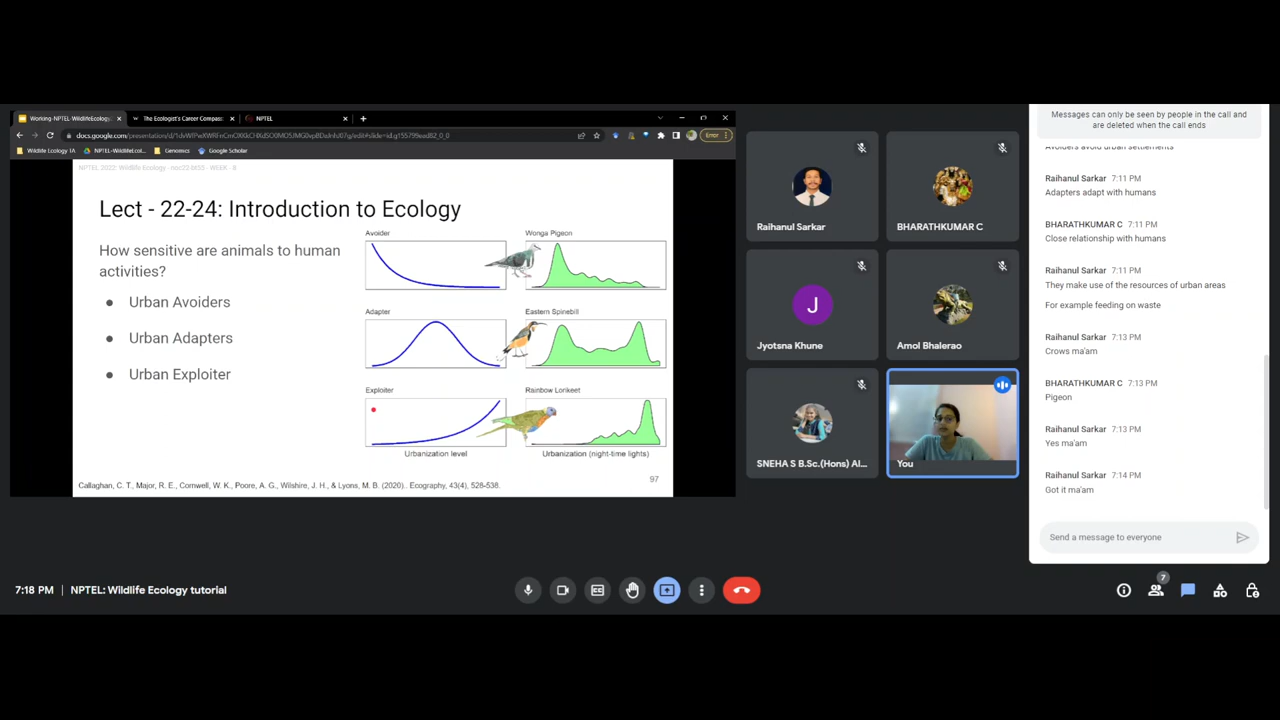 Working-NPTEL-WildlifeEcology
The Ecologist's Career Compass
NPTEL
Error
Wildlife Ecology TA
NPTEL-WildlifeEcol...
Genomics
Google Scholar
Lect - 22-24: Introduction to Ecology
How sensitive are animals to human
activities?
● Urban Avoiders
● Urban Adapters
● Urban Exploiter
Avoider
Wonga Pigeon
Adapter
Eastern Spinebill
Exploiter
Rainbow Lorikeet
Urbanization level
Urbanization (night-time lights)
Callaghan, C. T., Major, R. E., Cornwell, W. K., Poore, A. G., Wilshire, J. H., & Lyons, M. B. (2020).. Ecography, 43(4), 528-538.
97
Raihanul Sarkar
BHARATHKUMAR C
J
Jyotsna Khune
Amol Bhalerao
SNEHA S B.Sc.(Hons) Al...
You
Messages can only be seen by people in the call and
are deleted when the call ends
Avoiders avoid urban settlements
Raihanul Sarkar 7:11 PM
Adapters adapt with humans
BHARATHKUMAR C 7:11 PM
Close relationship with humans
Raihanul Sarkar 7:11 PM
They make use of the resources of urban areas
For example feeding on waste
Raihanul Sarkar 7:13 PM
Crows ma'am
BHARATHKUMAR C 7:13 PM
Pigeon
Raihanul Sarkar 7:13 PM
Yes ma'am
Raihanul Sarkar 7:14 PM
Got it ma'am
Send a message to everyone
7:18 PM | NPTEL: Wildlife Ecology tutorial
7